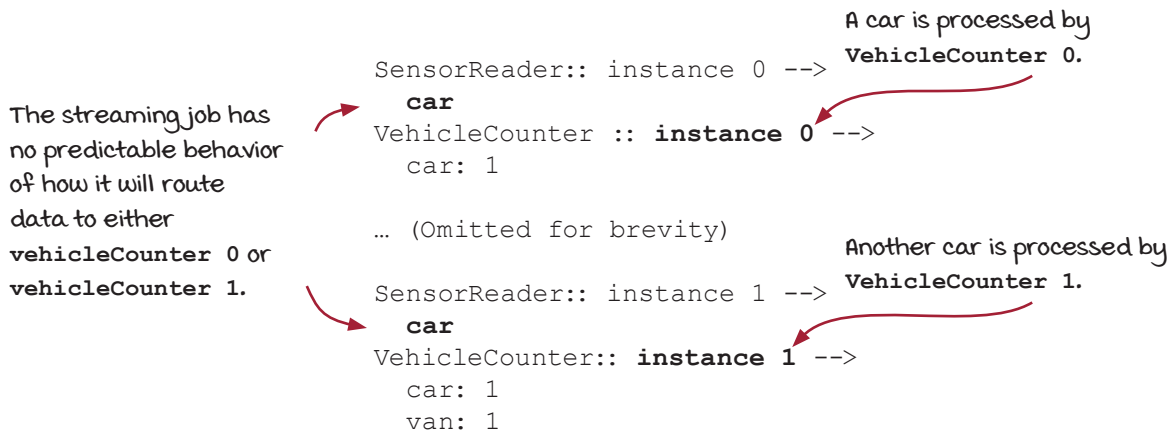 A car is processed by
VehicleCounter 0.
SensorReader:: instance 0 -->
car
VehicleCounter :: instance 0 -->
car: 1
The streaming job has
no predictable behavior
of how it will route
data to either
vehicleCounter 0 or
vehicleCounter 1.
… (Omitted for brevity)
Another car is processed by
VehicleCounter 1.
SensorReader:: instance 1 -->
car
VehicleCounter:: instance 1 -->
car: 1
van: 1